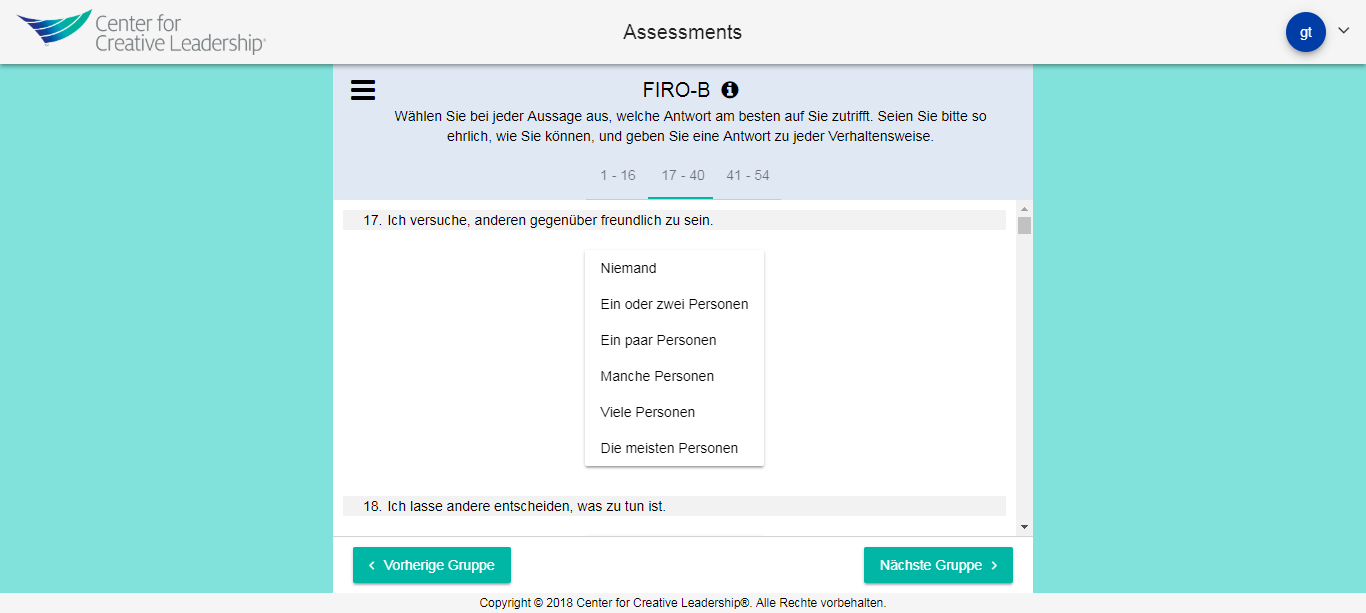 Center for
Creative Leadership®
Assessments
gt
FIRO-B
Wählen Sie bei jeder Aussage aus, welche Antwort am besten auf Sie zutrifft. Seien Sie bitte so
ehrlich, wie Sie können, und geben Sie eine Antwort zu jeder Verhaltensweise.
1 - 16 17 - 40 41 - 54
17. Ich versuche, anderen gegenüber freundlich zu sein.
Niemand
Ein oder zwei Personen
Ein paar Personen
Manche Personen
Viele Personen
Die meisten Personen
18. Ich lasse andere entscheiden, was zu tun ist.
Vorherige Gruppe
Nächste Gruppe
Copyright © 2018 Center for Creative Leadership®. Alle Rechte vorbehalten.